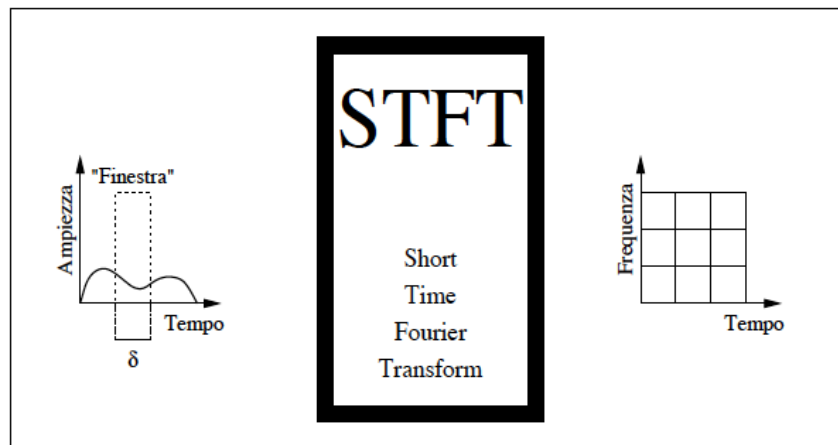 STFT
"Finestra"
Ampiezza
Tempo
δ
Short
Time
Fourier
Transform
Frequenza
Tempo